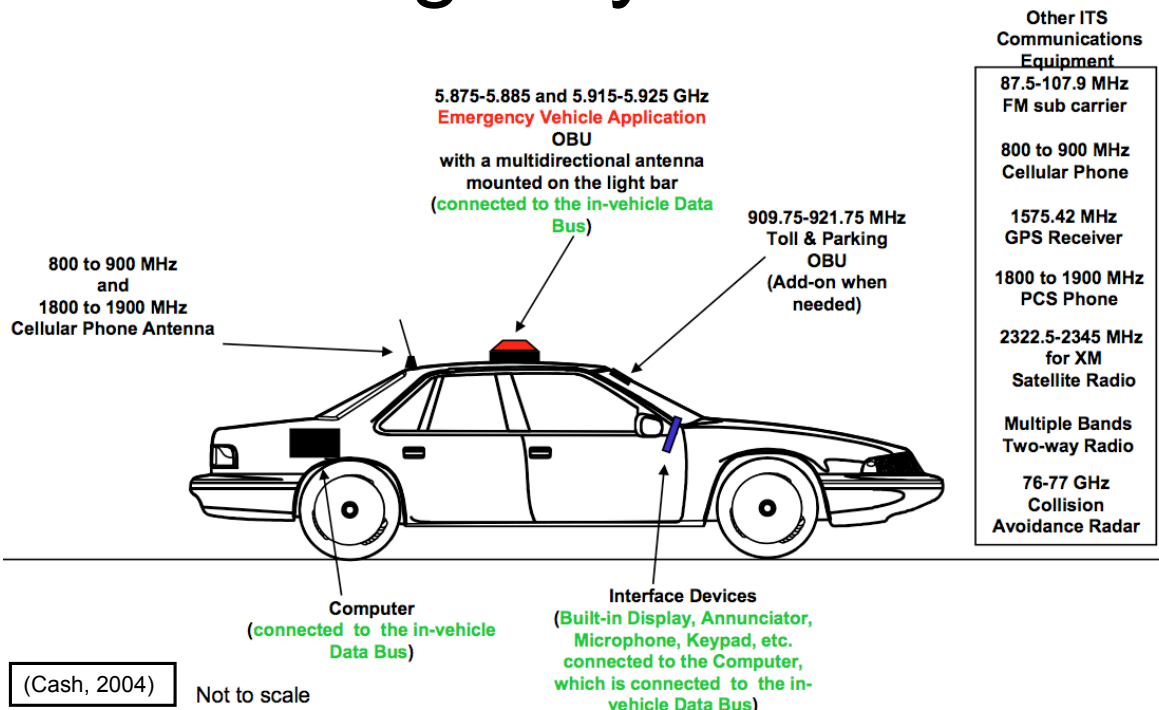 Other ITS
Communications
Equipment
87.5-107.9 MHz
FM sub carrier
800 to 900 MHz
Cellular Phone
1575.42 MHz
GPS Receiver
1800 to 1900 MHz
PCS Phone
2322.5-2345 MHz
for XM
Satellite Radio
Multiple Bands
Two-way Radio
76-77 GHz
Collision
Avoidance Radar
5.875-5.885 and 5.915-5.925 GHz
Emergency Vehicle Application
OBU
with a multidirectional antenna
mounted on the light bar
(connected to the in-vehicle Data
Bus)
909.75-921.75 MHz
Toll & Parking
OBU
(Add-on when
needed)
800 to 900 MHz
and
1800 to 1900 MHz
Cellular Phone Antenna
Computer
(connected to the in-vehicle
Data Bus)
Interface Devices
(Built-in Display, Annunciator,
Microphone, Keypad, etc.
connected to the Computer,
which is connected to the in-
vehicle Data Bus)
(Cash, 2004)
Not to scale